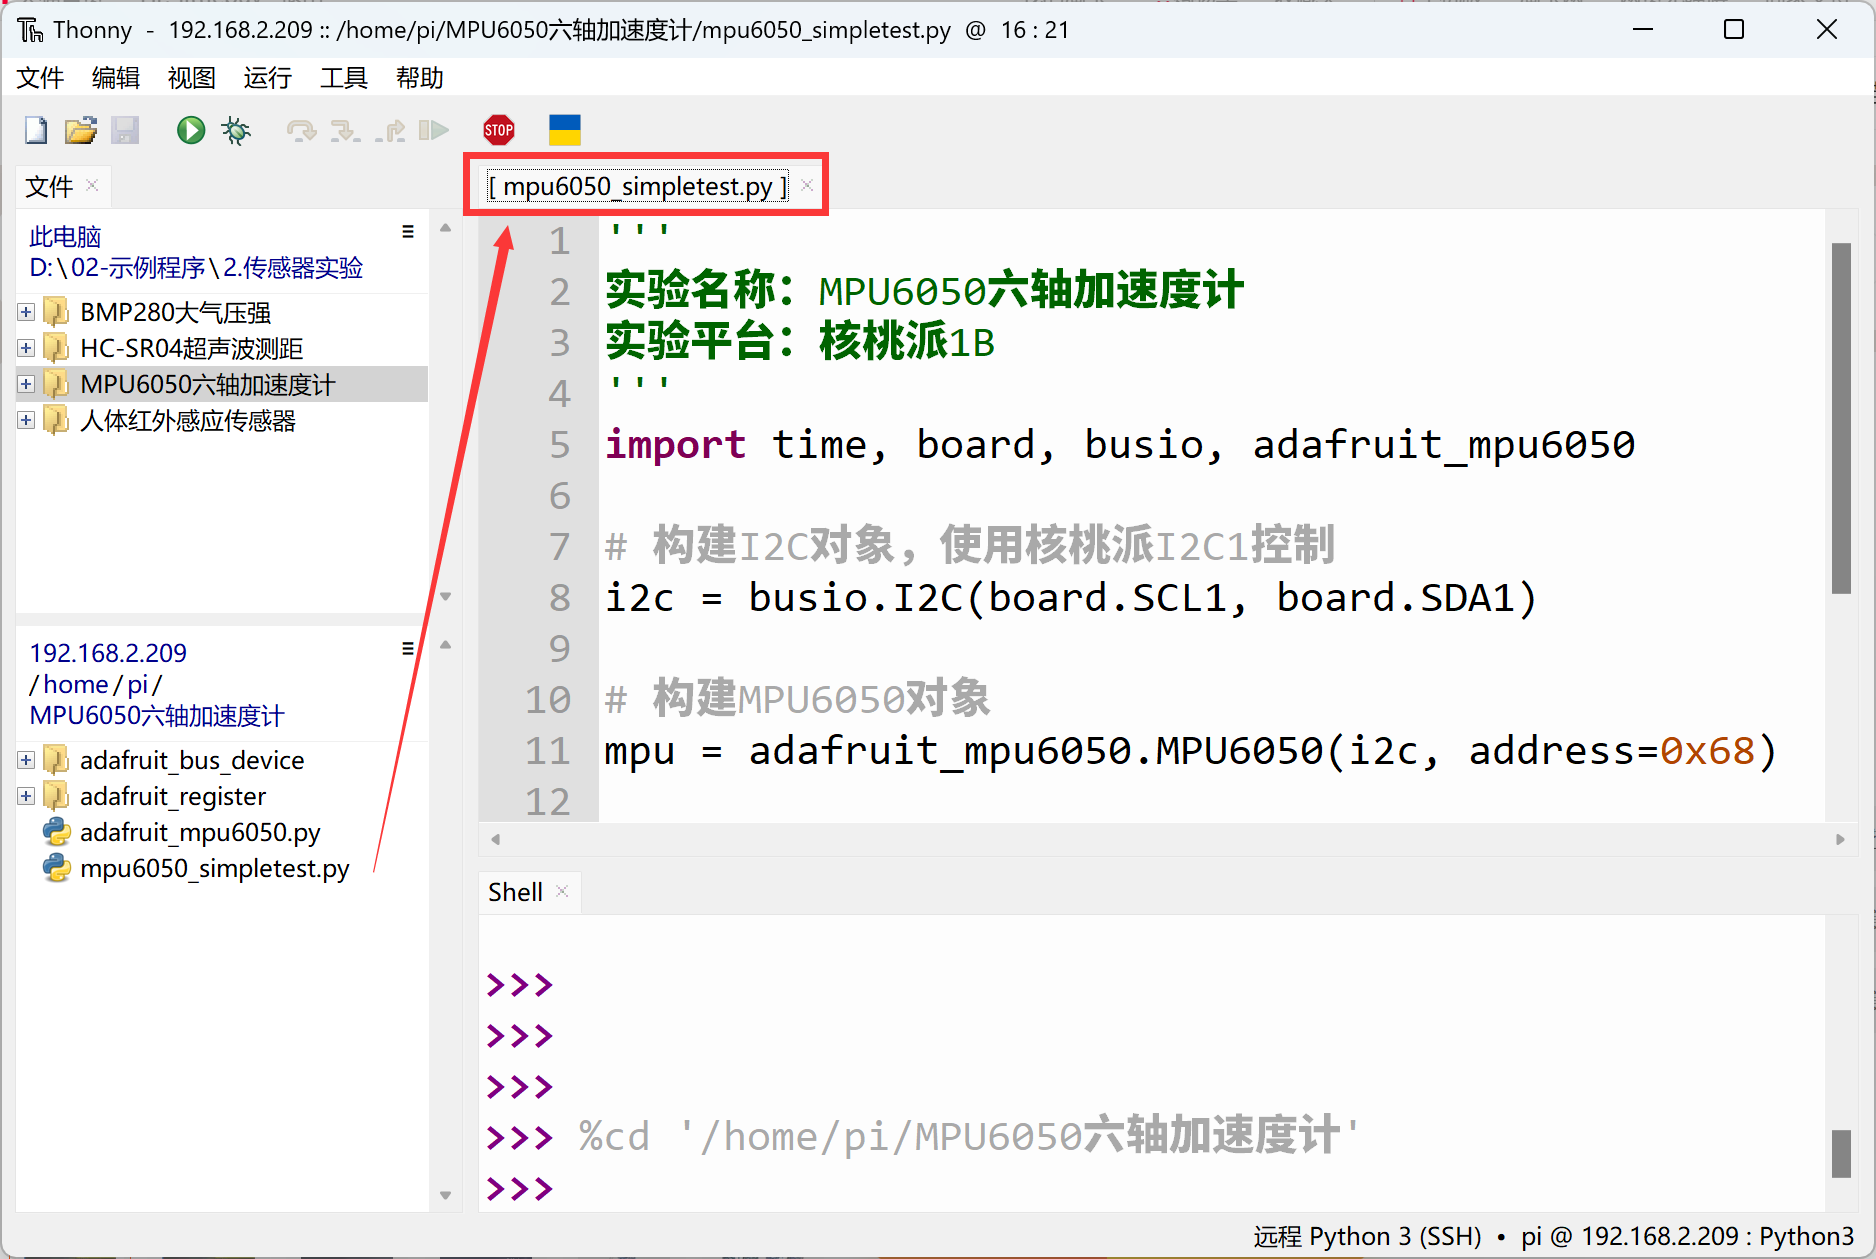 Thonny - 192.168.2.209 :: /home/pi/MPU6050六轴加速度计/mpu6050_simpletest.py @ 16 : 21
文件 编辑 视图 运行 工具 帮助
STOP
文件
此电脑
D:\02-示例程序\2.传感器实验
BMP280大气压强
HC-SR04超声波测距
MPU6050六轴加速度计
人体红外感应传感器
192.168.2.209
/home/pi/
MPU6050六轴加速度计
adafruit_bus_device
adafruit_register
adafruit_mpu6050.py
mpu6050_simpletest.py
[ mpu6050_simpletest.py ]
1 '''
2 实验名称：MPU6050六轴加速度计
3 实验平台：核桃派1B
4 '''
5 import time, board, busio, adafruit_mpu6050
6
7 # 构建I2C对象，使用核桃派I2C1控制
8 i2c = busio.I2C(board.SCL1, board.SDA1)
9
10 # 构建MPU6050对象
11 mpu = adafruit_mpu6050.MPU6050(i2c, address=0x68)
12
Shell
>>>
>>>
>>>
>>> %cd '/home/pi/MPU6050六轴加速度计'
>>>
远程 Python 3 (SSH) • pi @ 192.168.2.209 : Python3